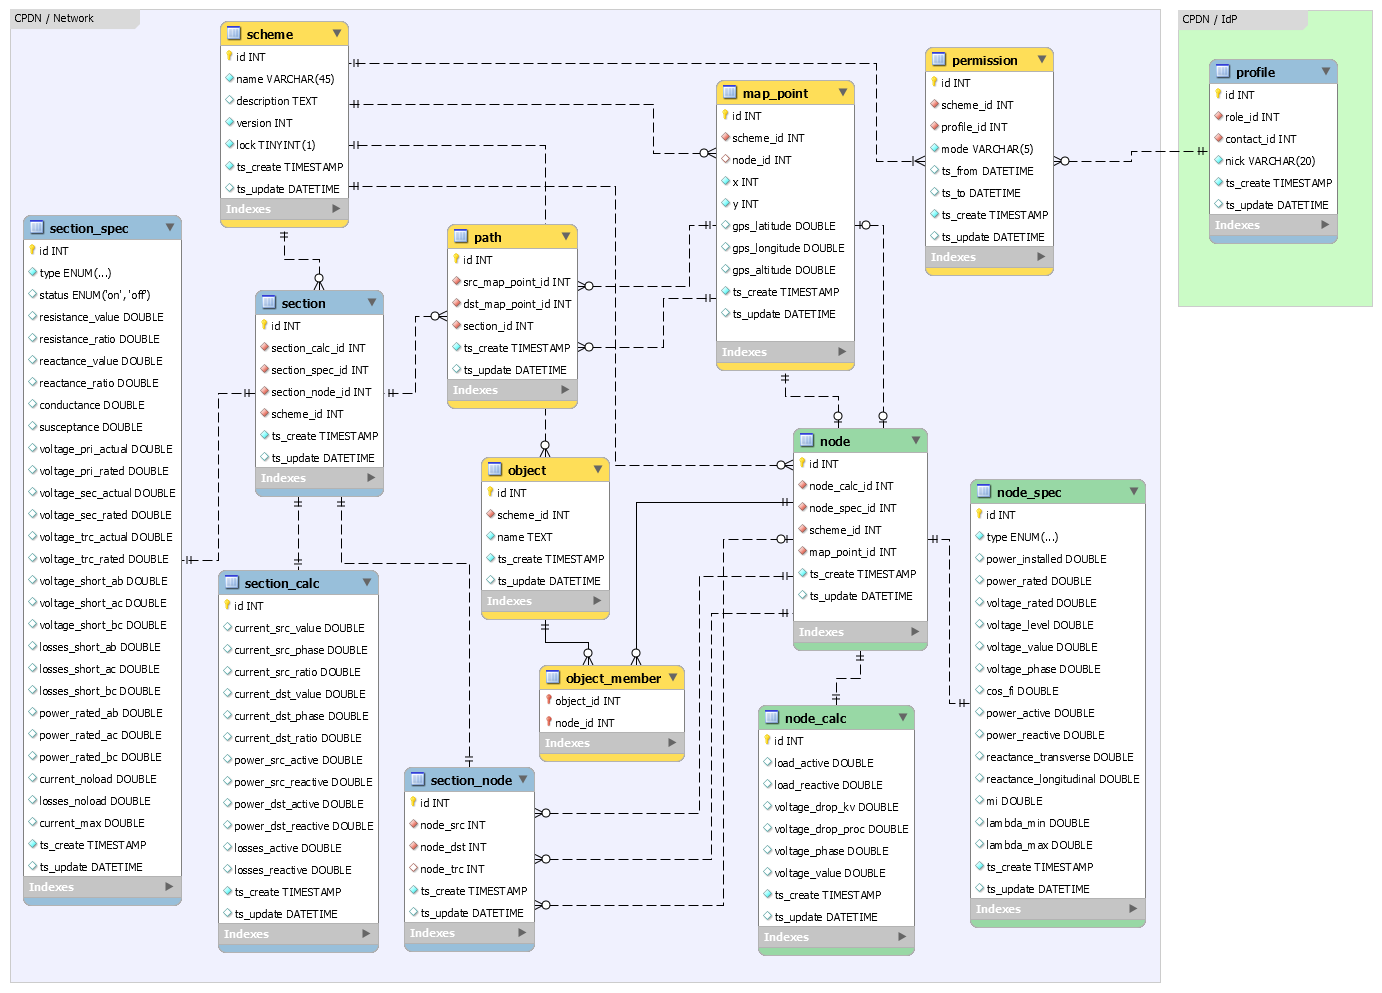 CPDN / Network
scheme
id INT
name VARCHAR(45)
description TEXT
version INT
lock TINYINT(1)
ts_create TIMESTAMP
ts_update DATETIME
Indexes
section_spec
id INT
type ENUM(...)
status ENUM('on', 'off')
resistance_value DOUBLE
resistance_ratio DOUBLE
reactance_value DOUBLE
reactance_ratio DOUBLE
conductance DOUBLE
susceptance DOUBLE
voltage_pri_actual DOUBLE
voltage_pri_rated DOUBLE
voltage_sec_actual DOUBLE
voltage_sec_rated DOUBLE
voltage_trc_actual DOUBLE
voltage_trc_rated DOUBLE
voltage_short_ab DOUBLE
voltage_short_ac DOUBLE
voltage_short_bc DOUBLE
losses_short_ab DOUBLE
losses_short_ac DOUBLE
losses_short_bc DOUBLE
power_rated_ab DOUBLE
power_rated_ac DOUBLE
power_rated_bc DOUBLE
current_noload DOUBLE
losses_noload DOUBLE
current_max DOUBLE
ts_create TIMESTAMP
ts_update DATETIME
Indexes
section
id INT
section_calc_id INT
section_spec_id INT
section_node_id INT
scheme_id INT
ts_create TIMESTAMP
ts_update DATETIME
Indexes
section_calc
id INT
current_src_value DOUBLE
current_src_phase DOUBLE
current_src_ratio DOUBLE
current_dst_value DOUBLE
current_dst_phase DOUBLE
current_dst_ratio DOUBLE
power_src_active DOUBLE
power_src_reactive DOUBLE
power_dst_active DOUBLE
power_dst_reactive DOUBLE
losses_active DOUBLE
losses_reactive DOUBLE
ts_create TIMESTAMP
ts_update DATETIME
Indexes
path
id INT
src_map_point_id INT
dst_map_point_id INT
section_id INT
ts_create TIMESTAMP
ts_update DATETIME
Indexes
object
id INT
scheme_id INT
name TEXT
ts_create TIMESTAMP
ts_update DATETIME
Indexes
object_member
object_id INT
node_id INT
Indexes
section_node
id INT
node_src INT
node_dst INT
node_trc INT
ts_create TIMESTAMP
ts_update DATETIME
Indexes
map_point
id INT
scheme_id INT
node_id INT
x INT
y INT
gps_latitude DOUBLE
gps_longitude DOUBLE
gps_altitude DOUBLE
ts_create TIMESTAMP
ts_update DATETIME
Indexes
node
id INT
node_calc_id INT
node_spec_id INT
scheme_id INT
map_point_id INT
ts_create TIMESTAMP
ts_update DATETIME
Indexes
node_calc
id INT
load_active DOUBLE
load_reactive DOUBLE
voltage_drop_kv DOUBLE
voltage_drop_proc DOUBLE
voltage_phase DOUBLE
voltage_value DOUBLE
ts_create TIMESTAMP
ts_update DATETIME
Indexes
permission
id INT
scheme_id INT
profile_id INT
mode VARCHAR(5)
ts_from DATETIME
ts_to DATETIME
ts_create TIMESTAMP
ts_update DATETIME
Indexes
node_spec
id INT
type ENUM(...)
power_installed DOUBLE
power_rated DOUBLE
voltage_rated DOUBLE
voltage_level DOUBLE
voltage_value DOUBLE
voltage_phase DOUBLE
cos_fi DOUBLE
power_active DOUBLE
power_reactive DOUBLE
reactance_transverse DOUBLE
reactance_longitudinal DOUBLE
mi DOUBLE
lambda_min DOUBLE
lambda_max DOUBLE
ts_create TIMESTAMP
ts_update DATETIME
Indexes
CPDN / IdP
profile
id INT
role_id INT
contact_id INT
nick VARCHAR(20)
ts_create TIMESTAMP
ts_update DATETIME
Indexes